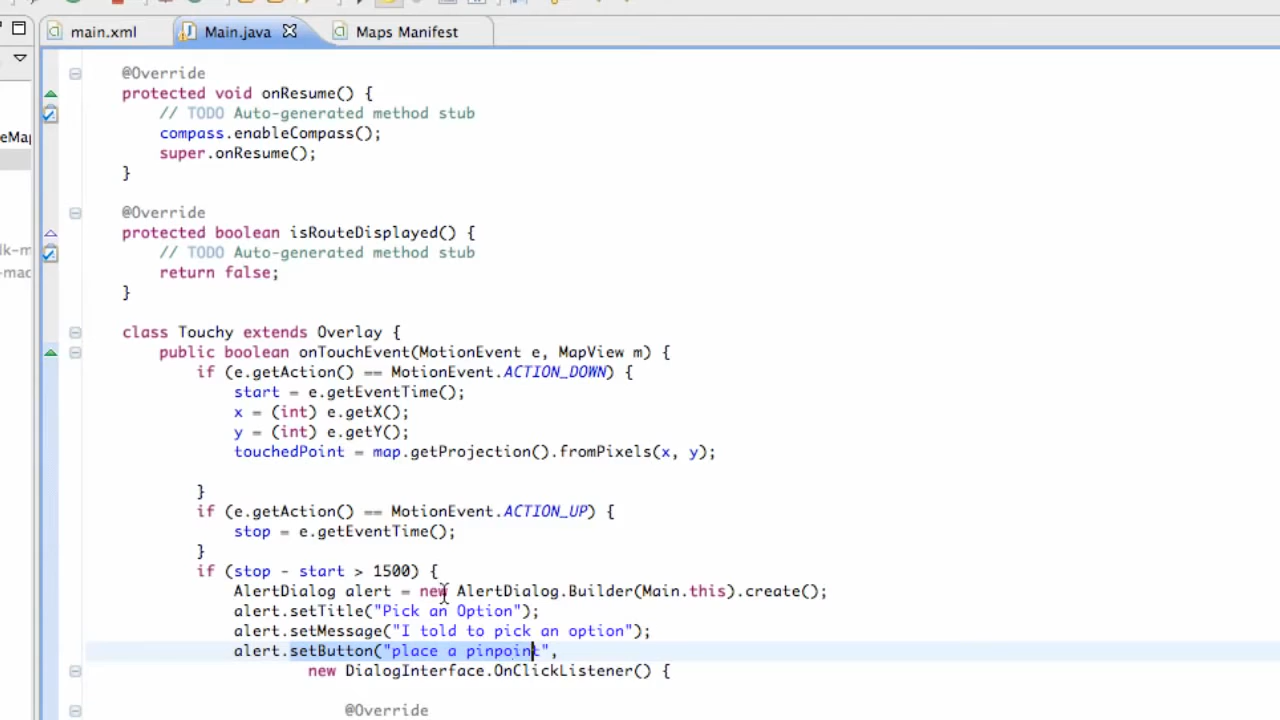 main.xml
Main.java
Maps Manifest
@Override
protected void onResume() {
// TODO Auto-generated method stub
compass.enableCompass();
super.onResume();
}
@Override
protected boolean isRouteDisplayed() {
// TODO Auto-generated method stub
return false;
}
class Touchy extends Overlay {
public boolean onTouchEvent(MotionEvent e, MapView m) {
if (e.getAction() == MotionEvent.ACTION_DOWN) {
start = e.getEventTime();
x = (int) e.getX();
y = (int) e.getY();
touchedPoint = map.getProjection().fromPixels(x, y);
}
if (e.getAction() == MotionEvent.ACTION_UP) {
stop = e.getEventTime();
}
if (stop - start > 1500) {
AlertDialog alert = new AlertDialog.Builder(Main.this).create();
alert.setTitle("Pick an Option");
alert.setMessage("I told to pick an option");
alert.setButton("place a pinpoint",
new DialogInterface.OnClickListener() {
@Override